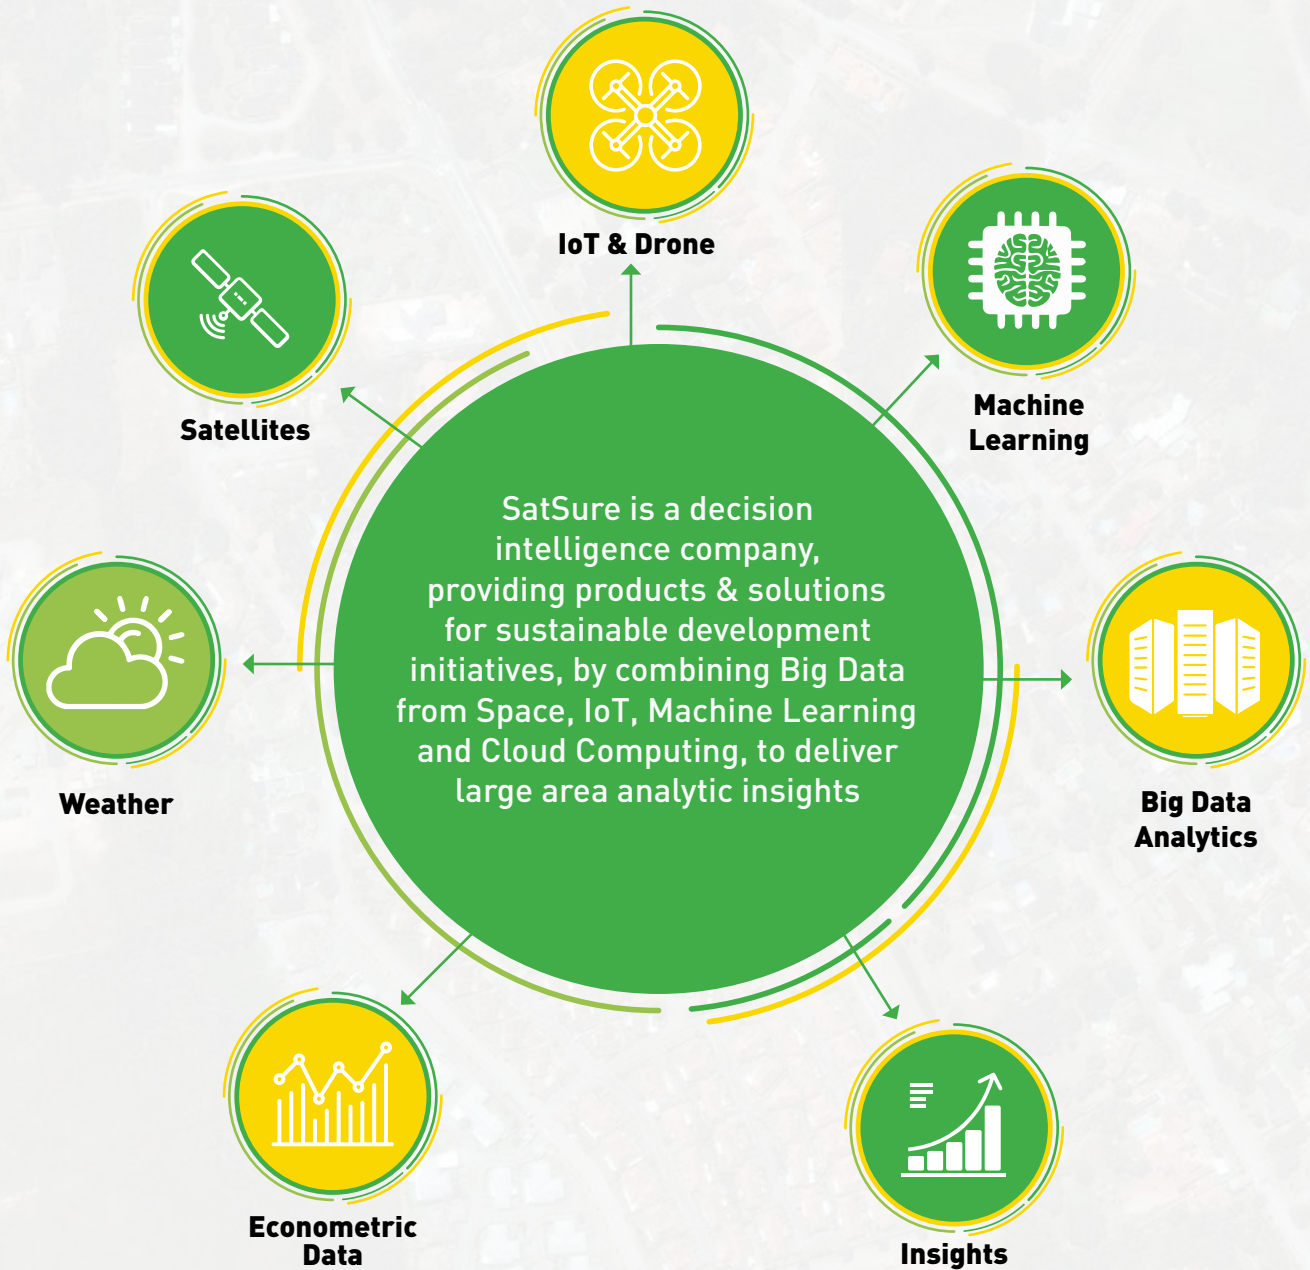 IoT & Drone
Satellites
Machine
Learning
SatSure is a decision
intelligence company,
providing products & solutions
for sustainable development
initiatives, by combining Big Data
from Space, IoT, Machine Learning
and Cloud Computing, to deliver
large area analytic insights
Weather
Big Data
Analytics
Econometric
Data
Insights